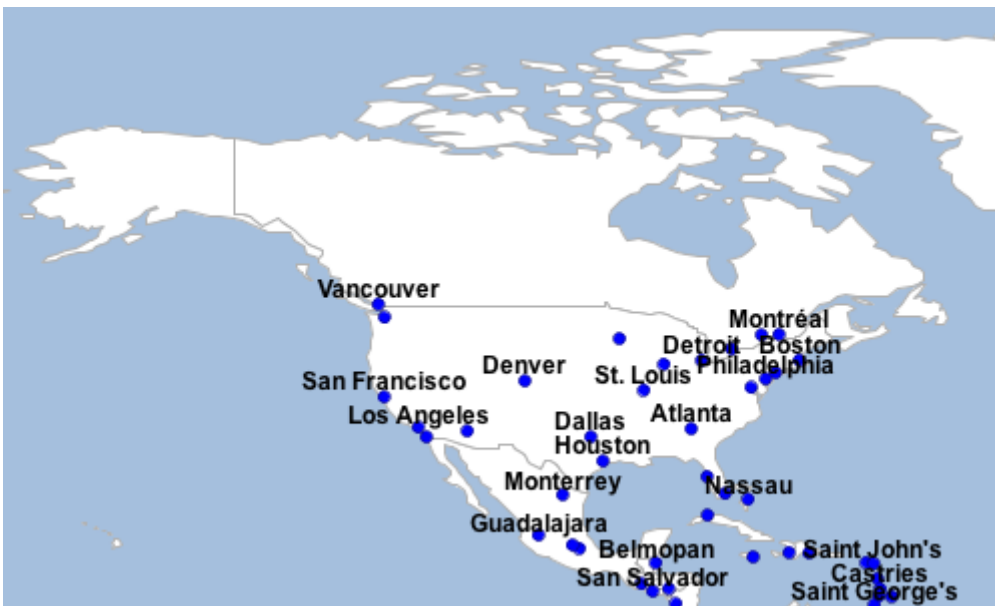 Vancouver
Montréal
Detroit
Boston
Denver
Philadelphia
St. Louis
San Francisco
Los Angeles
Atlanta
Dallas
Houston
Monterrey
Nassau
Guadalajara
Belmopan
Saint John's
San Salvador
Castries
Saint George's